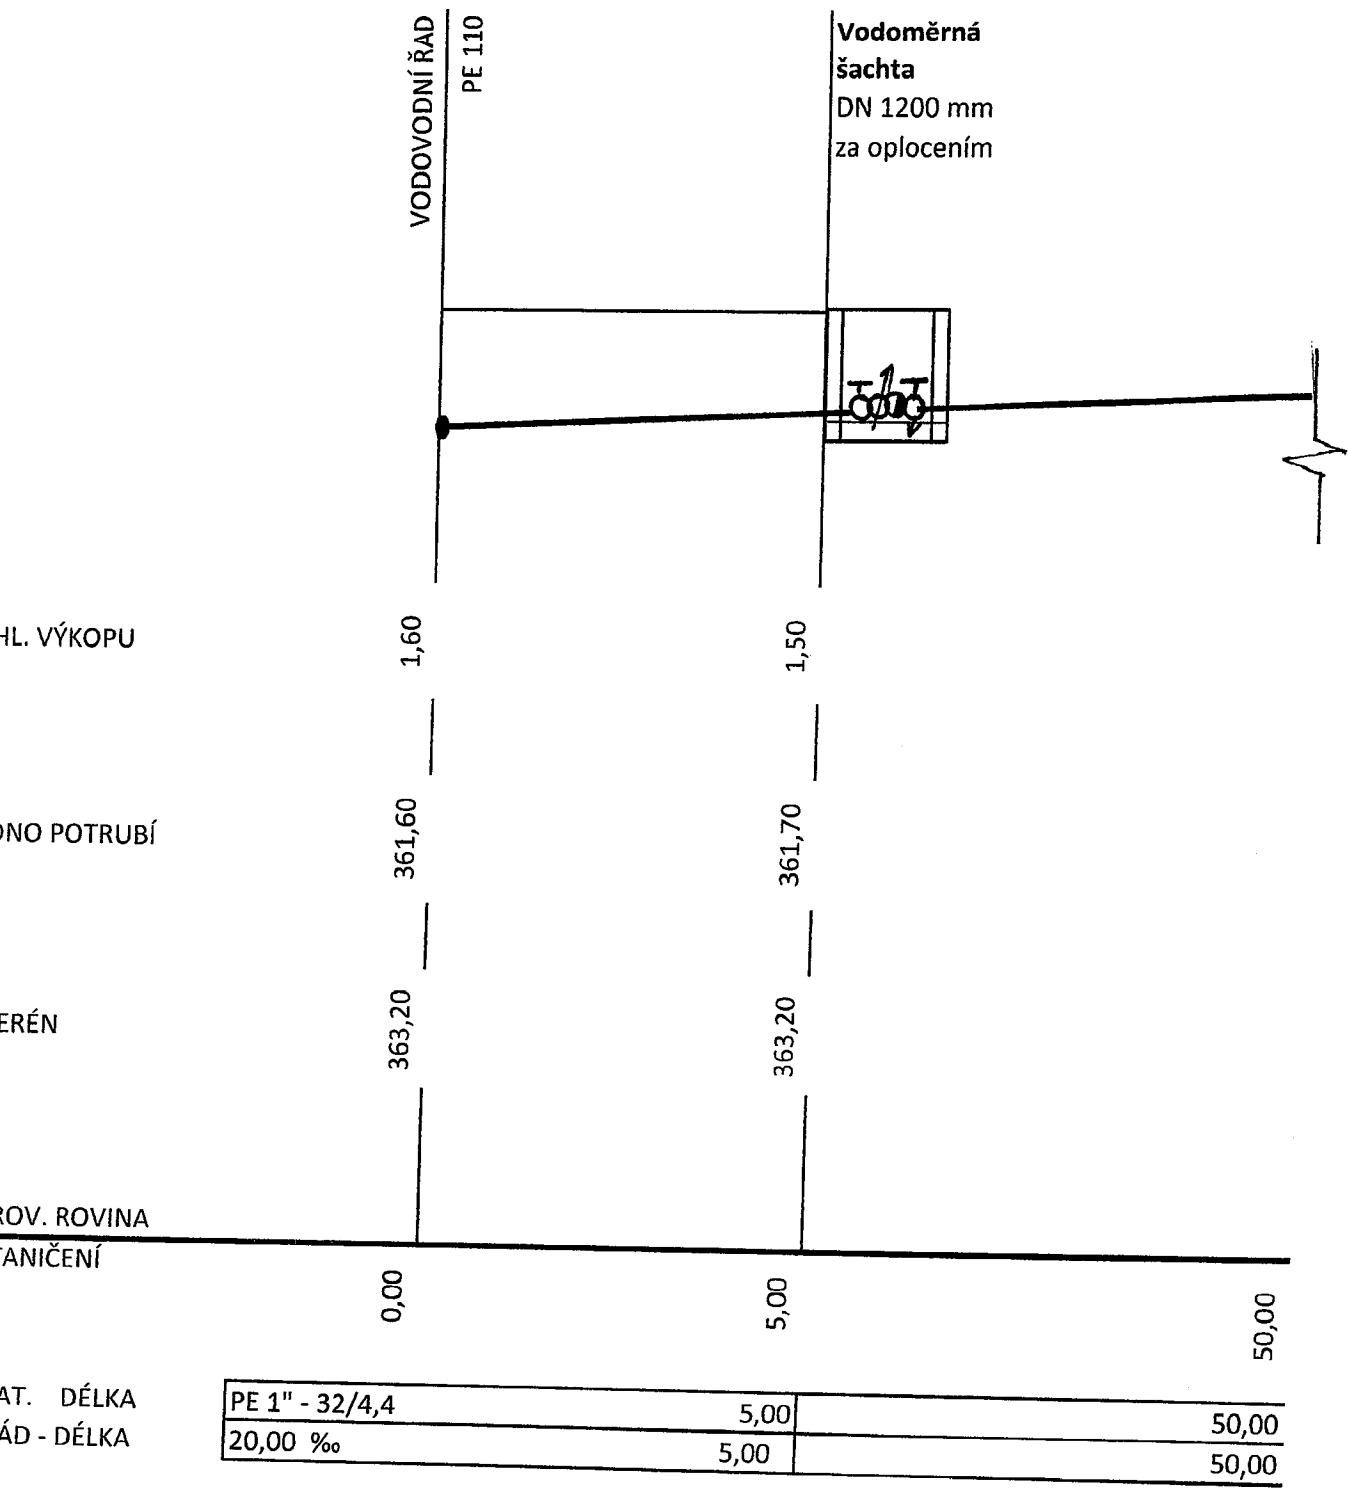 VODOVODNÍ ŘAD
PE 110
Vodoměrná
šachta
DN 1200 mm
za oplocením
HL. VÝKOPU 1,60 1,50
DNO POTRUBÍ 361,60 361,70
ERÉN 363,20 363,20
ROV. ROVINA
TANIČENÍ 0,00 5,00 50,00
AT. DÉLKA PE 1" - 32/4,4 5,00 50,00
ÁD - DÉLKA 20,00 ‰ 5,00 50,00